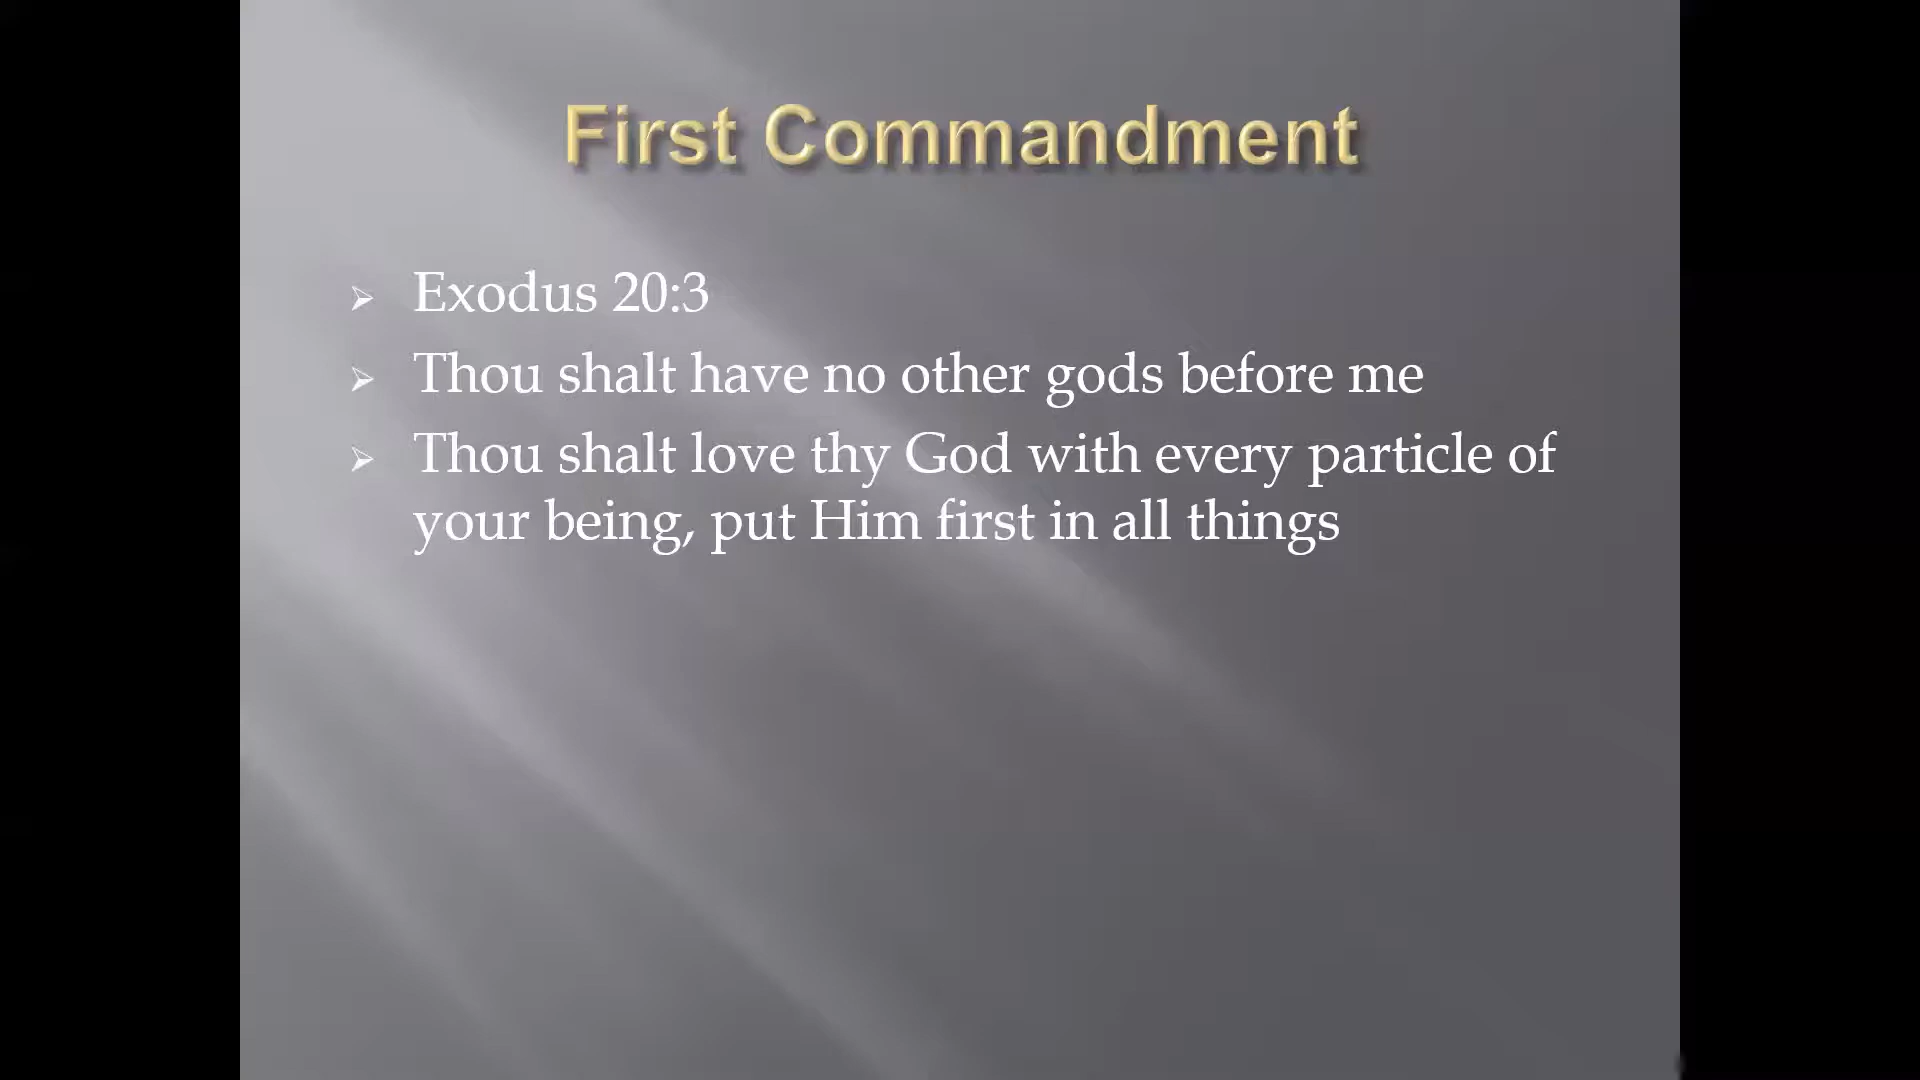 First Commandment
Exodus 20:3
Thou shalt have no other gods before me
Thou shalt love thy God with every particle of
your being, put Him first in all things